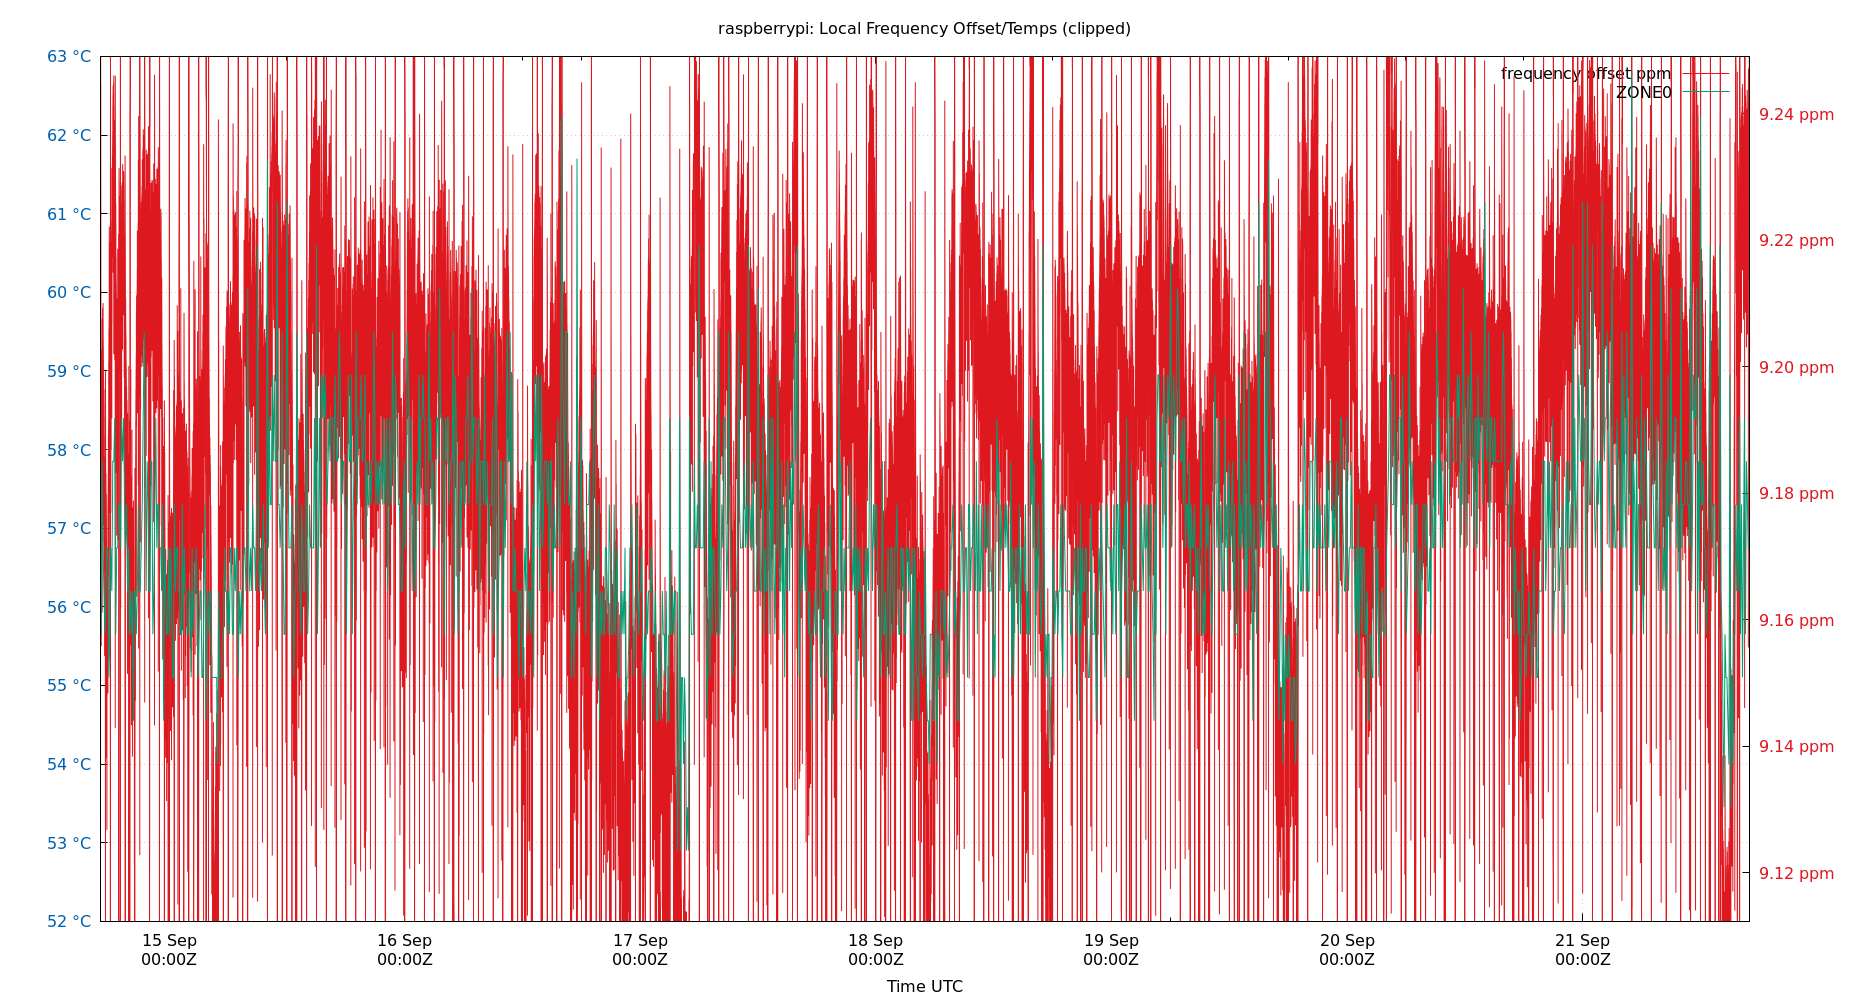 raspberrypi: Local Frequency Offset/Temps (clipped)
63 °C
62 °C
61 °C
60 °C
59 °C
58 °C
57 °C
56 °C
55 °C
54 °C
53 °C
52 °C
frequency offset ppm
ZONE0
9.24 ppm
9.22 ppm
9.20 ppm
9.18 ppm
9.16 ppm
9.14 ppm
9.12 ppm
15 Sep
00:00Z
16 Sep
00:00Z
17 Sep
00:00Z
18 Sep
00:00Z
19 Sep
00:00Z
20 Sep
00:00Z
21 Sep
00:00Z
Time UTC